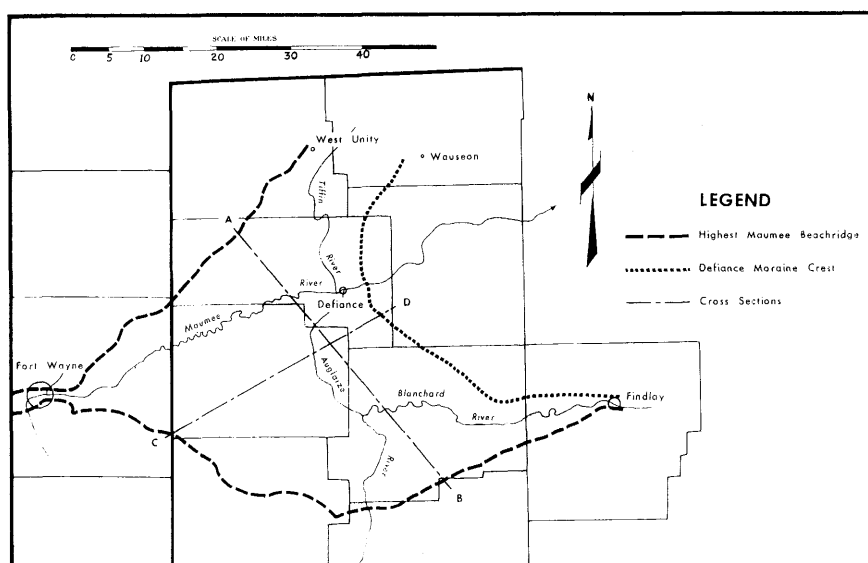 SCALE OF MILES
0 5 10 20 30 40
West Unity
Wauseon
Tiffin
River
N
LEGEND
Highest Maumee Beachridge
Defiance Moraine Crest
Cross Sections
A
River
Defiance
D
Maumee
Fort Wayne
Auglaize
Blanchard
River
Findlay
C
River
B